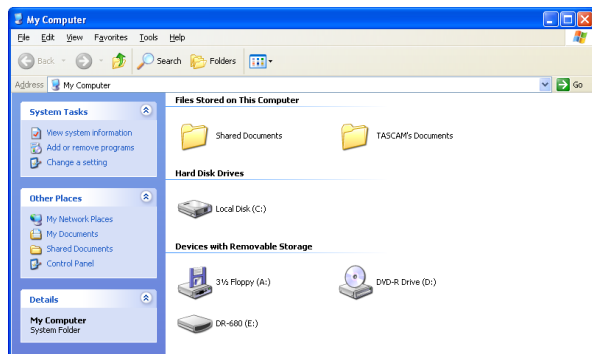 My Computer
File Edit View Favorites Tools Help
Back Search Folders
Address My Computer Go
System Tasks
View system information
Add or remove programs
Change a setting
Other Places
My Network Places
My Documents
Shared Documents
Control Panel
Details
My Computer
System Folder
Files Stored on This Computer
Shared Documents TASCAM's Documents
Hard Disk Drives
Local Disk (C:)
Devices with Removable Storage
3½ Floppy (A:) DVD-R Drive (D:)
DR-680 (E:)